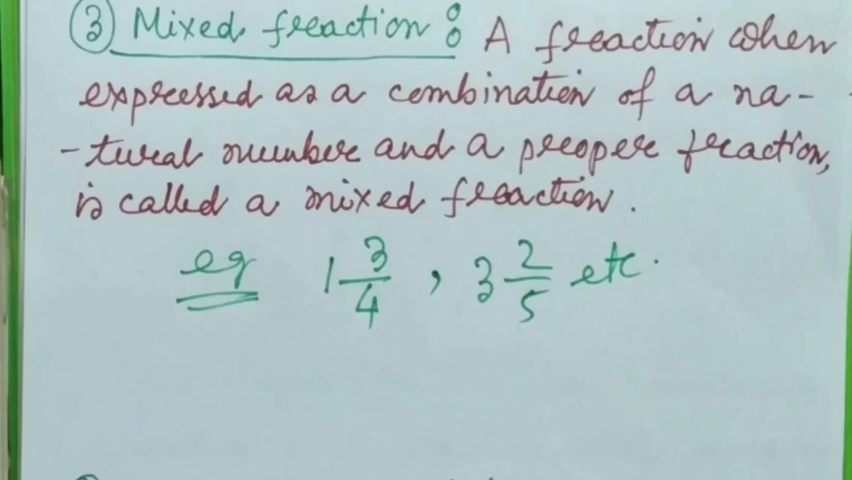 ③ Mixed fraction: A fraction when
expressed as a combination of a na-
-tural number and a proper fraction,
is called a mixed fraction.
eg 1 3/4, 3 2/5 etc.